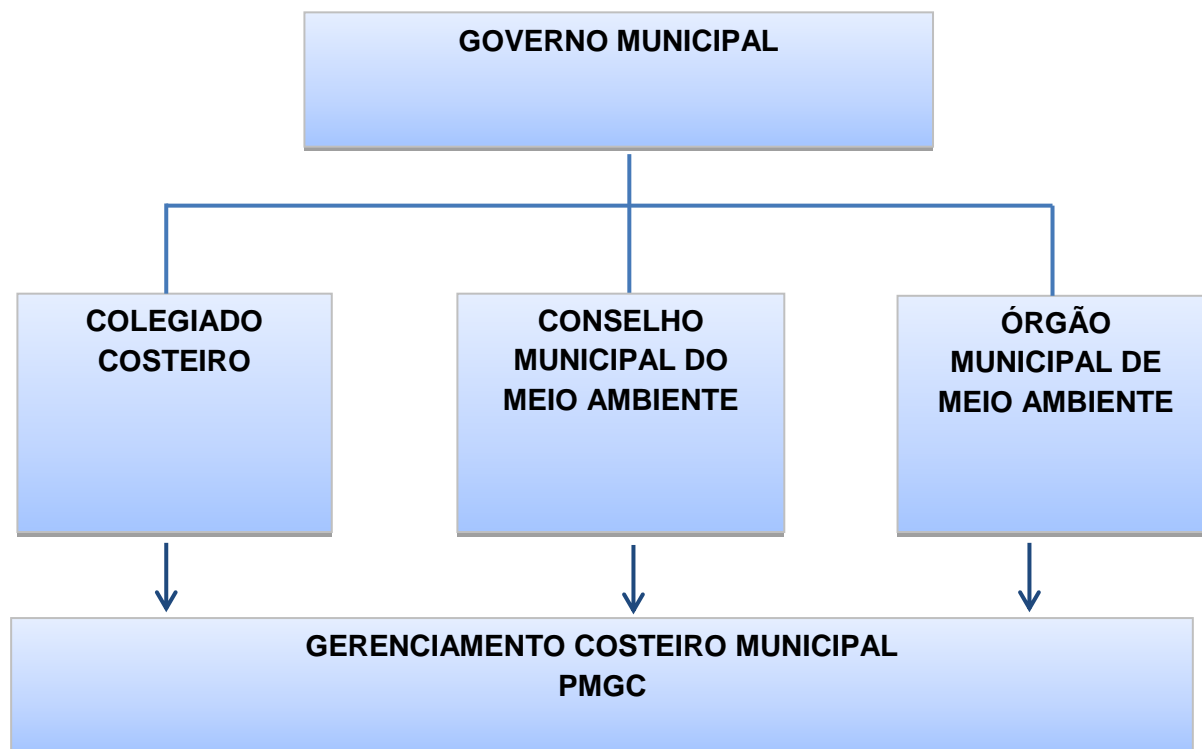 GOVERNO MUNICIPAL
COLEGIADO
COSTEIRO
CONSELHO
MUNICIPAL DO
MEIO AMBIENTE
ÓRGÃO
MUNICIPAL DE
MEIO AMBIENTE
GERENCIAMENTO COSTEIRO MUNICIPAL
PMGC